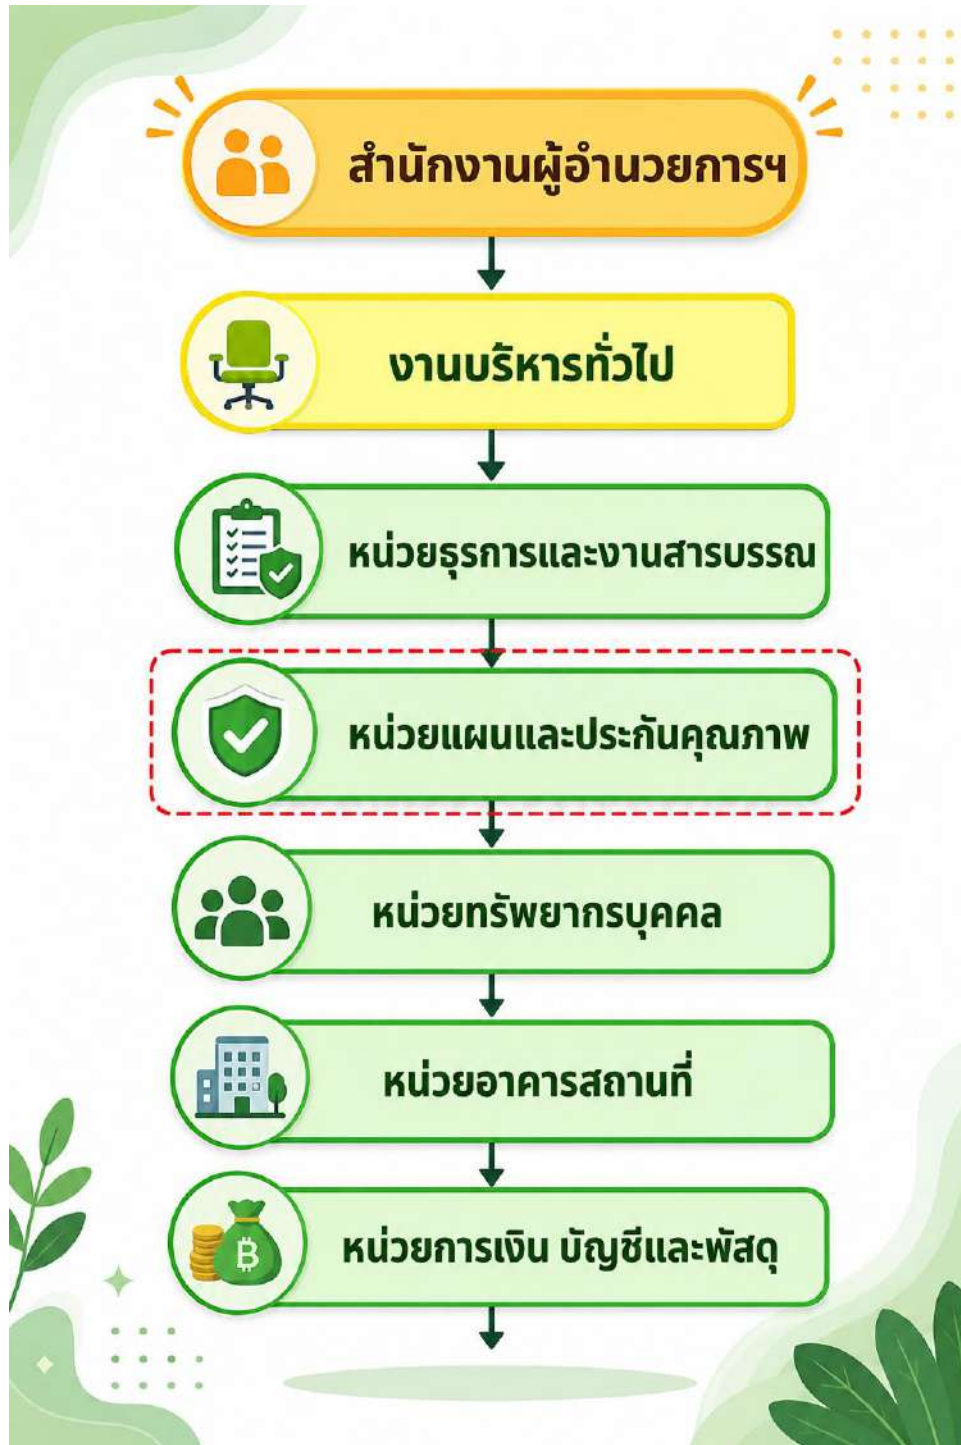 สำนักงานผู้อำนวยการฯ
งานบริหารทั่วไป
หน่วยธุรการและงานสารบรรณ
หน่วยแผนและประกันคุณภาพ
หน่วยทรัพยากรบุคคล
หน่วยอาคารสถานที่
หน่วยการเงิน บัญชีและพัสดุ